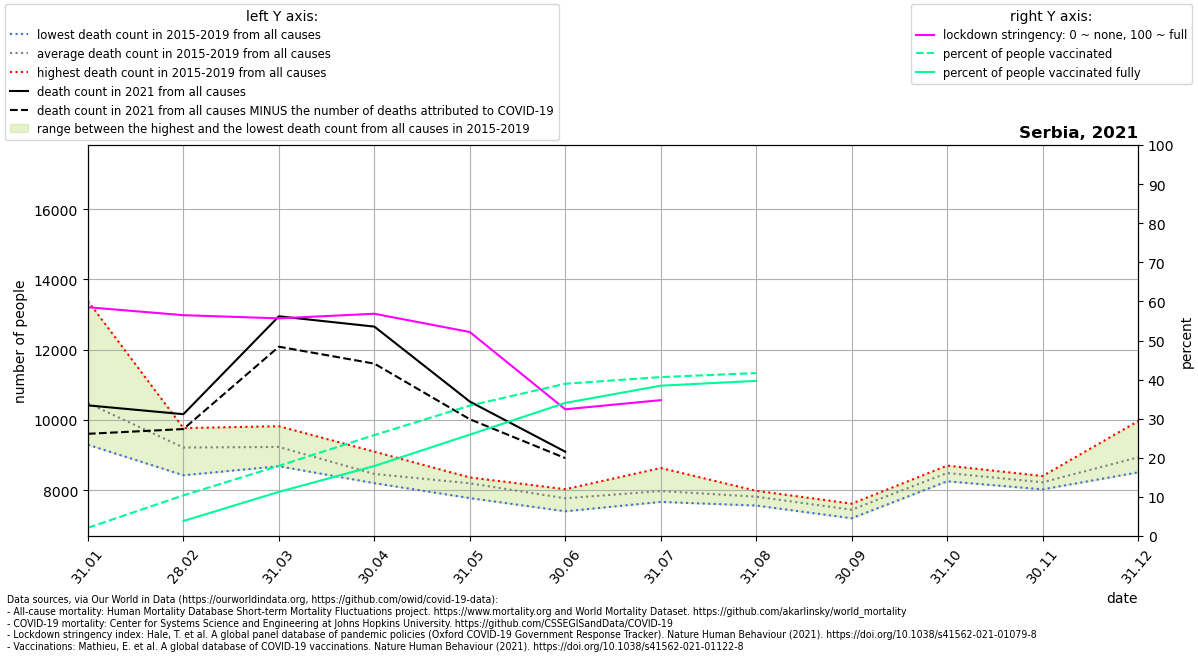 left Y axis:
lowest death count in 2015-2019 from all causes
average death count in 2015-2019 from all causes
highest death count in 2015-2019 from all causes
death count in 2021 from all causes
death count in 2021 from all causes MINUS the number of deaths attributed to COVID-19
range between the highest and the lowest death count from all causes in 2015-2019
right Y axis:
lockdown stringency: 0 ~ none, 100 ~ full
percent of people vaccinated
percent of people vaccinated fully
Serbia, 2021
number of people
16000
14000
12000
10000
8000
100
90
80
70
60
50
40
30
20
10
0
percent
31.01
28.02
31.03
30.04
31.05
30.06
31.07
31.08
30.09
31.10
30.11
31.12
date
Data sources, via Our World in Data (https://ourworldindata.org, https://github.com/owid/covid-19-data):
- All-cause mortality: Human Mortality Database Short-term Mortality Fluctuations project. https://www.mortality.org and World Mortality Dataset. https://github.com/akarlinsky/world_mortality
- COVID-19 mortality: Center for Systems Science and Engineering at Johns Hopkins University. https://github.com/CSSEGISandData/COVID-19
- Lockdown stringency index: Hale, T. et al. A global panel database of pandemic policies (Oxford COVID-19 Government Response Tracker). Nature Human Behaviour (2021). https://doi.org/10.1038/s41562-021-01079-8
- Vaccinations: Mathieu, E. et al. A global database of COVID-19 vaccinations. Nature Human Behaviour (2021). https://doi.org/10.1038/s41562-021-01122-8